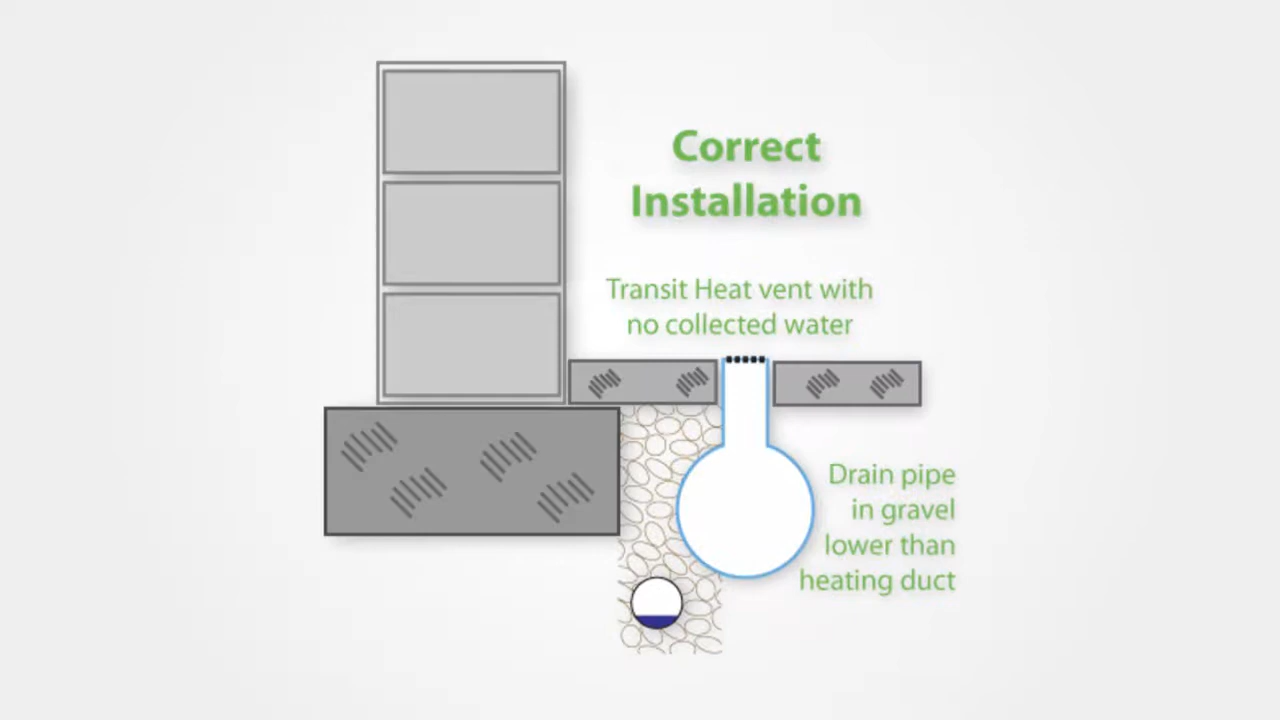 Correct
Installation
Transit Heat vent with
no collected water
Drain pipe
in gravel
lower than
heating duct